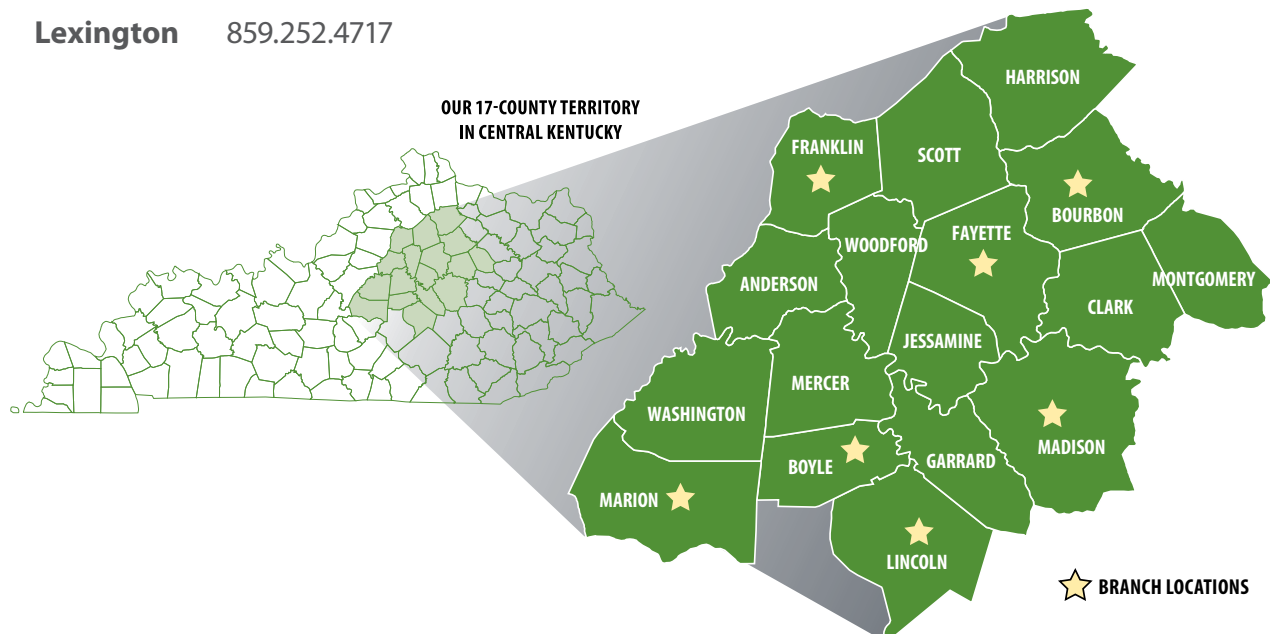 Lexington 859.252.4717
OUR 17-COUNTY TERRITORY
IN CENTRAL KENTUCKY
HARRISON
FRANKLIN
SCOTT
BOURBON
WOODFORD
FAYETTE
ANDERSON
MONTGOMERY
CLARK
JESSAMINE
MERCER
WASHINGTON
MADISON
BOYLE
GARRARD
MARION
LINCOLN
BRANCH LOCATIONS